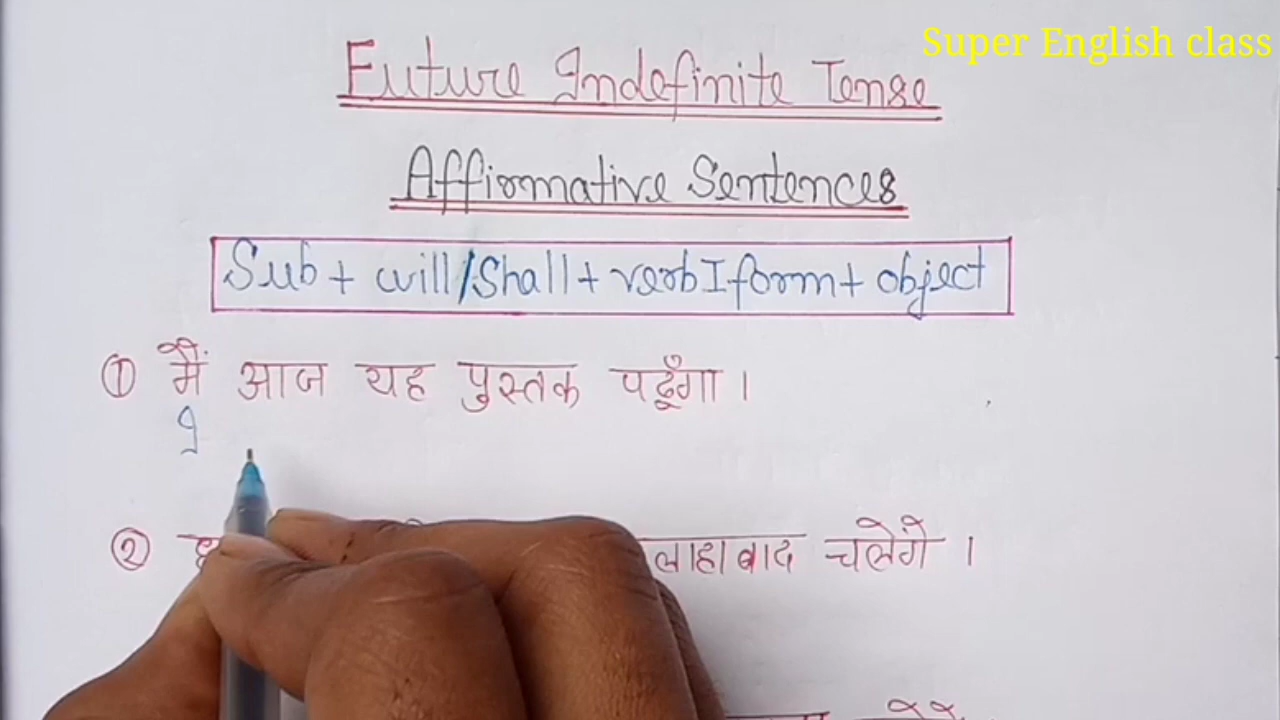 Super English class
Future Indefinite Tense
Affirmative Sentences
Sub + will/Shall + verb I form + object
① मैं आज यह पुस्तक पढ़ूँगा ।
I
② चलेंगे ।